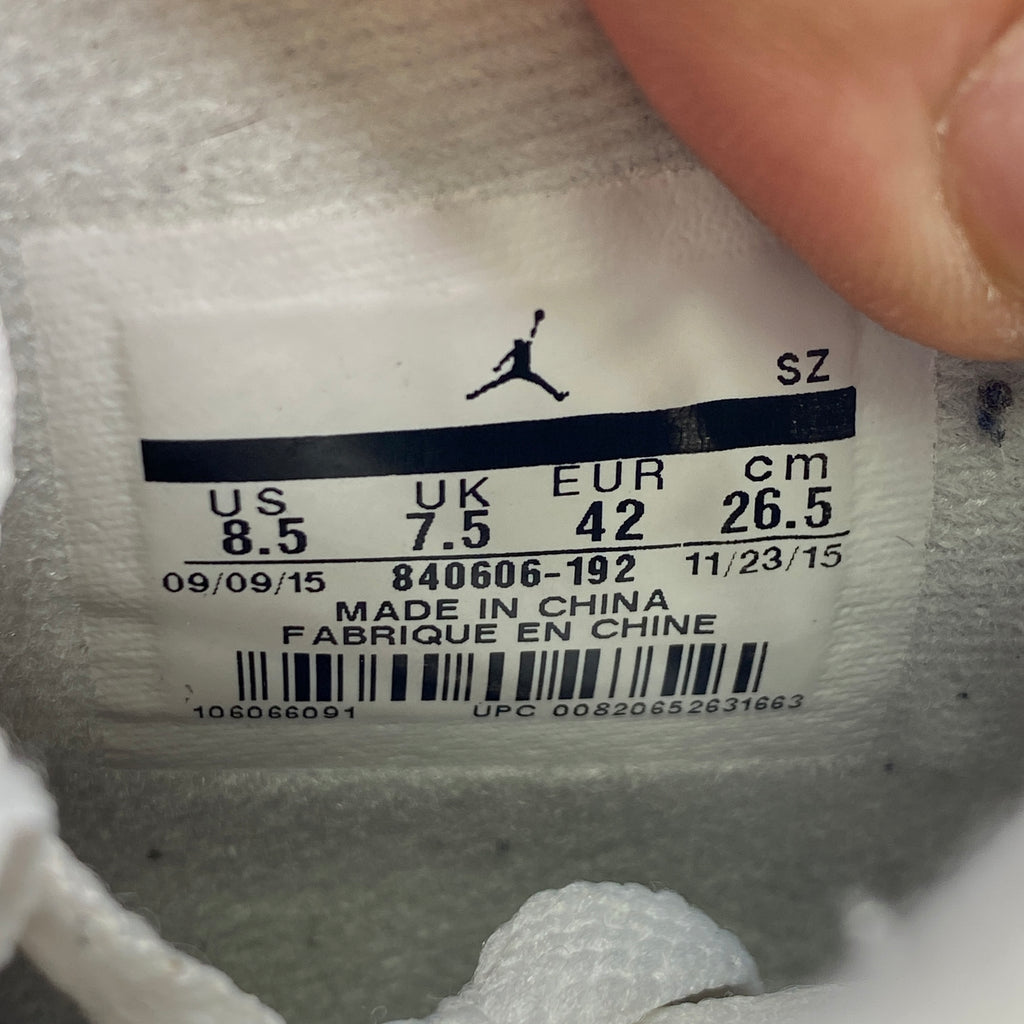 SZ
US UK EUR cm
8.5 7.5 42 26.5
09/09/15 840606-192 11/23/15
MADE IN CHINA
FABRIQUE EN CHINE
106066091 UPC 00820652631663